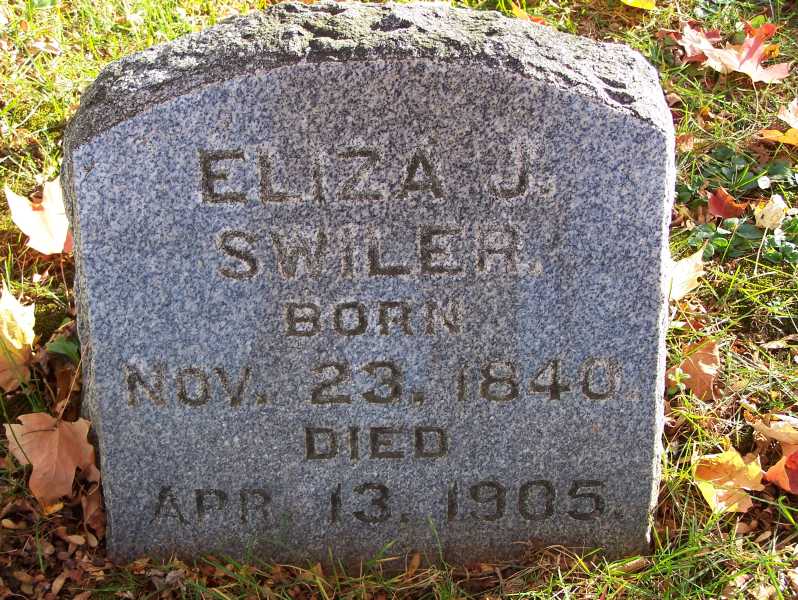 ELIZA J.
SWILER.
BORN
NOV. 23, 1840.
DIED
APR. 13, 1905.